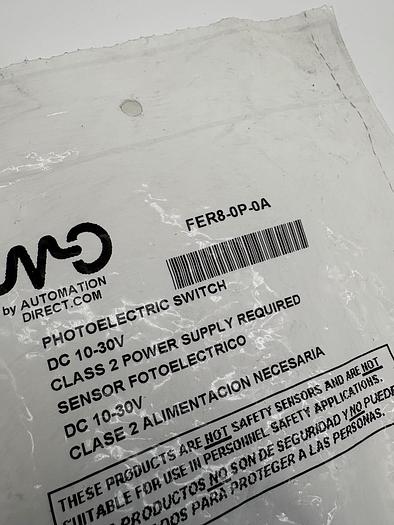 FER8-0P-0A
by AUTOMATION
DIRECT.COM
PHOTOELECTRIC SWITCH
DC 10-30V
CLASS 2 POWER SUPPLY REQUIRED
SENSOR FOTOELECTRICO
DC 10-30V
CLASE 2 ALIMENTACION NECESARIA
THESE PRODUCTS ARE NOT SAFETY SENSORS AND ARE NOT
SUITABLE FOR USE IN PERSONNEL SAFETY APPLICATIONS.
PRODUCTOS NO SON DE SEGURIDAD Y NO
PARA PROTEGER A LAS PERSONAS.